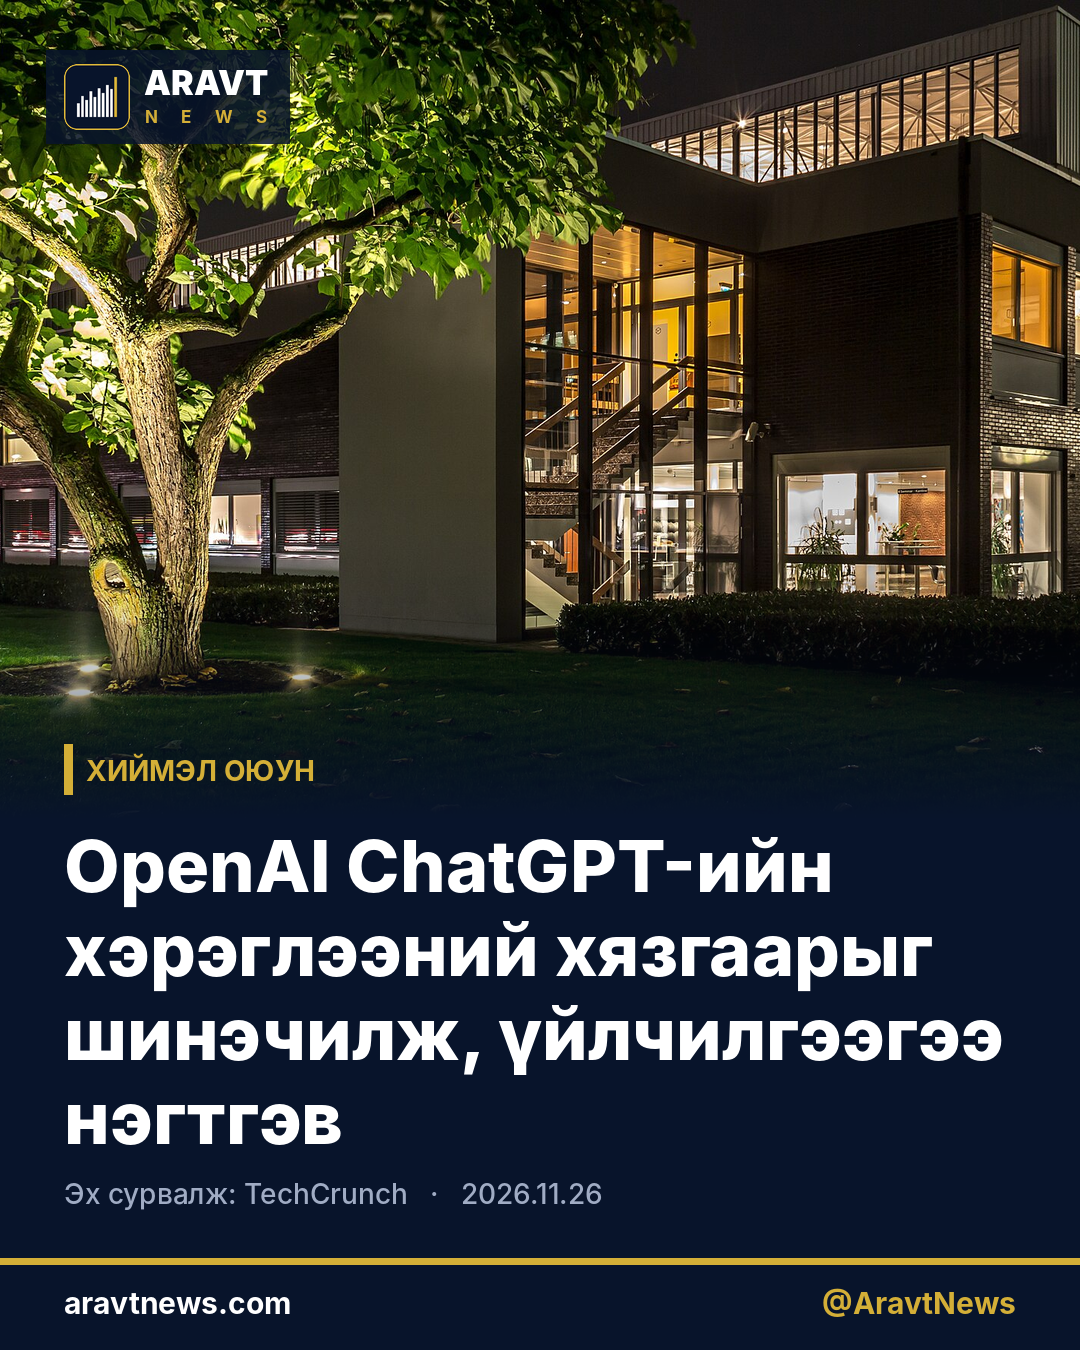 ARAVT
NEWS
ХИЙМЭЛ ОЮУН
OpenAI ChatGPT-ийн
хэрэглээний хязгаарыг
шинэчилж, үйлчилгээгээ
нэгтгэв
Эх сурвалж: TechCrunch · 2026.11.26
aravtnews.com
@AravtNews